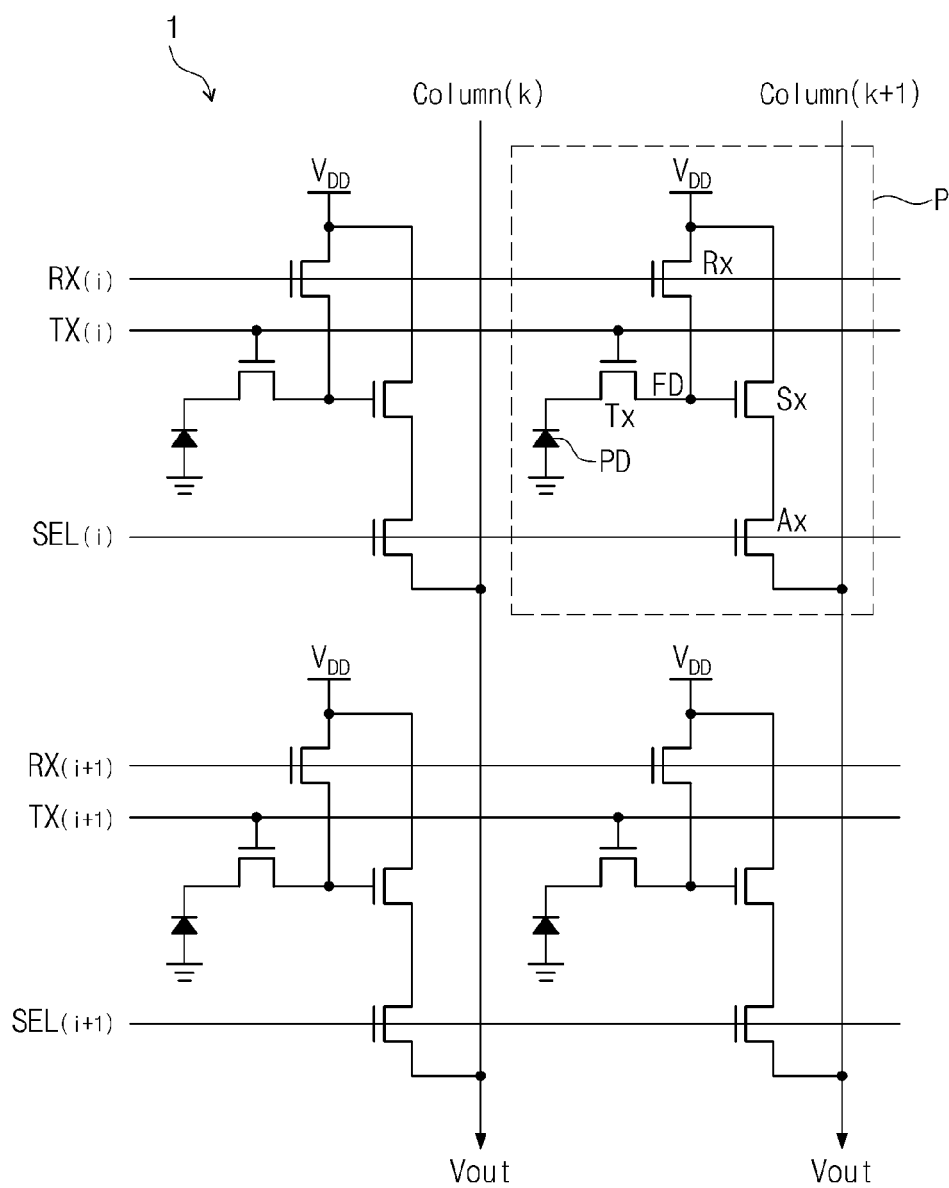 1
Column(k) Column(k+1)
VDD VDD
P
RX(i) Rx
TX(i)
FD Sx
Tx
PD
SEL(i) Ax
VDD VDD
RX(i+1)
TX(i+1)
SEL(i+1)
Vout Vout